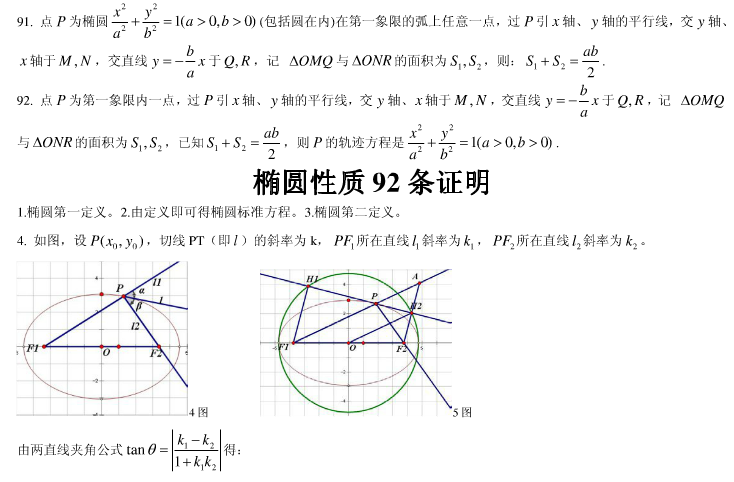 91. 点 P 为椭圆 x²/a² + y²/b² = 1(a > 0, b > 0) (包括圆在内)在第一象限的弧上任意一点，过 P 引 x 轴、y 轴的平行线，交 y 轴、
x 轴于 M, N，交直线 y = −(b/a)x 于 Q, R，记 ΔOMQ 与 ΔONR 的面积为 S₁, S₂，则：S₁ + S₂ = ab/2 .
92. 点 P 为第一象限内一点，过 P 引 x 轴、y 轴的平行线，交 y 轴、x 轴于 M, N，交直线 y = −(b/a)x 于 Q, R，记 ΔOMQ
与 ΔONR 的面积为 S₁, S₂，已知 S₁ + S₂ = ab/2，则 P 的轨迹方程是 x²/a² + y²/b² = 1(a > 0, b > 0) .
椭圆性质 92 条证明
1.椭圆第一定义。2.由定义即可得椭圆标准方程。3.椭圆第二定义。
4. 如图，设 P(x₀, y₀)，切线 PT（即 l）的斜率为 k，PF₁ 所在直线 l₁ 斜率为 k₁，PF₂ 所在直线 l₂ 斜率为 k₂。
P l1 α β l l2 F1 O F2
4 图
H1 A P H2 F1 O F2
5 图
由两直线夹角公式 tan θ = |(k₁ − k₂)/(1 + k₁k₂)| 得：